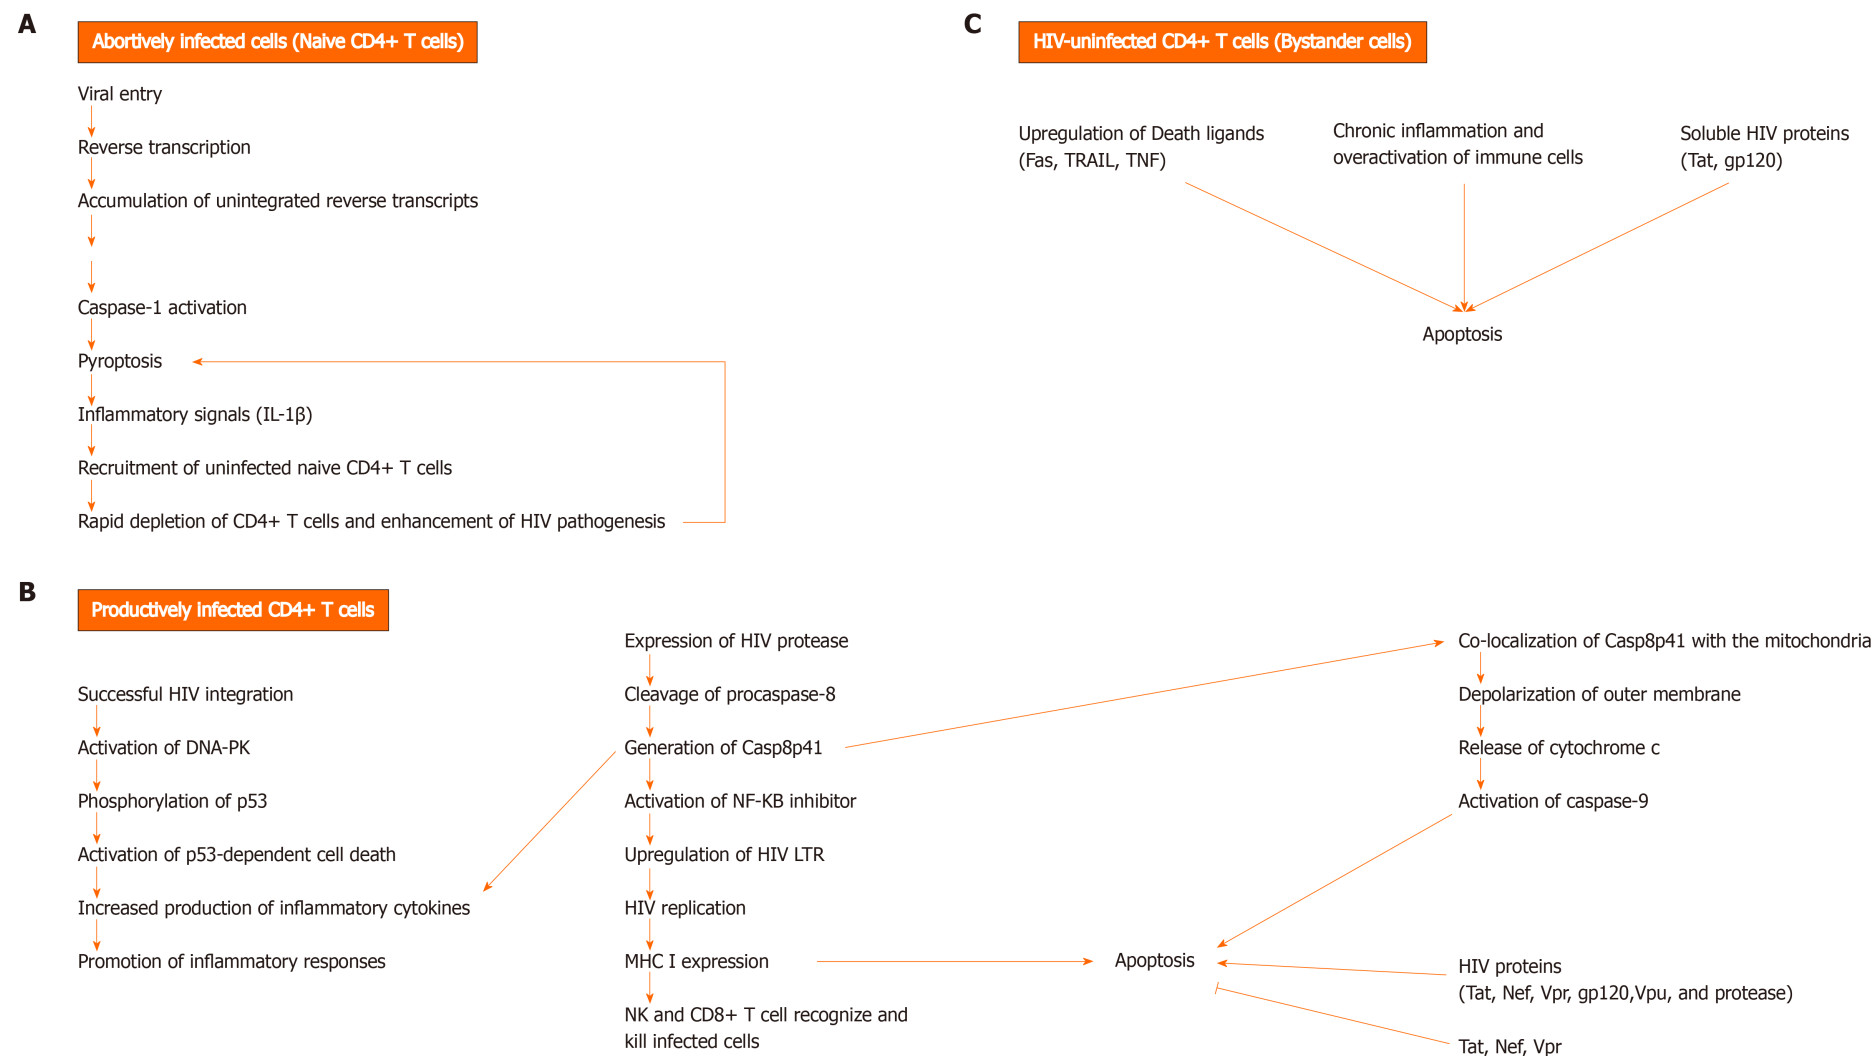 A
Abortively infected cells (Naive CD4+ T cells)
Viral entry
Reverse transcription
Accumulation of unintegrated reverse transcripts
Caspase-1 activation
Pyroptosis
Inflammatory signals (IL-1β)
Recruitment of uninfected naive CD4+ T cells
Rapid depletion of CD4+ T cells and enhancement of HIV pathogenesis
C
HIV-uninfected CD4+ T cells (Bystander cells)
Upregulation of Death ligands
(Fas, TRAIL, TNF)
Chronic inflammation and
overactivation of immune cells
Soluble HIV proteins
(Tat, gp120)
Apoptosis
B
Productively infected CD4+ T cells
Successful HIV integration
Activation of DNA-PK
Phosphorylation of p53
Activation of p53-dependent cell death
Increased production of inflammatory cytokines
Promotion of inflammatory responses
Expression of HIV protease
Cleavage of procaspase-8
Generation of Casp8p41
Activation of NF-KB inhibitor
Upregulation of HIV LTR
HIV replication
MHC I expression
NK and CD8+ T cell recognize and
kill infected cells
Apoptosis
Co-localization of Casp8p41 with the mitochondria
Depolarization of outer membrane
Release of cytochrome c
Activation of caspase-9
HIV proteins
(Tat, Nef, Vpr, gp120,Vpu, and protease)
Tat, Nef, Vpr